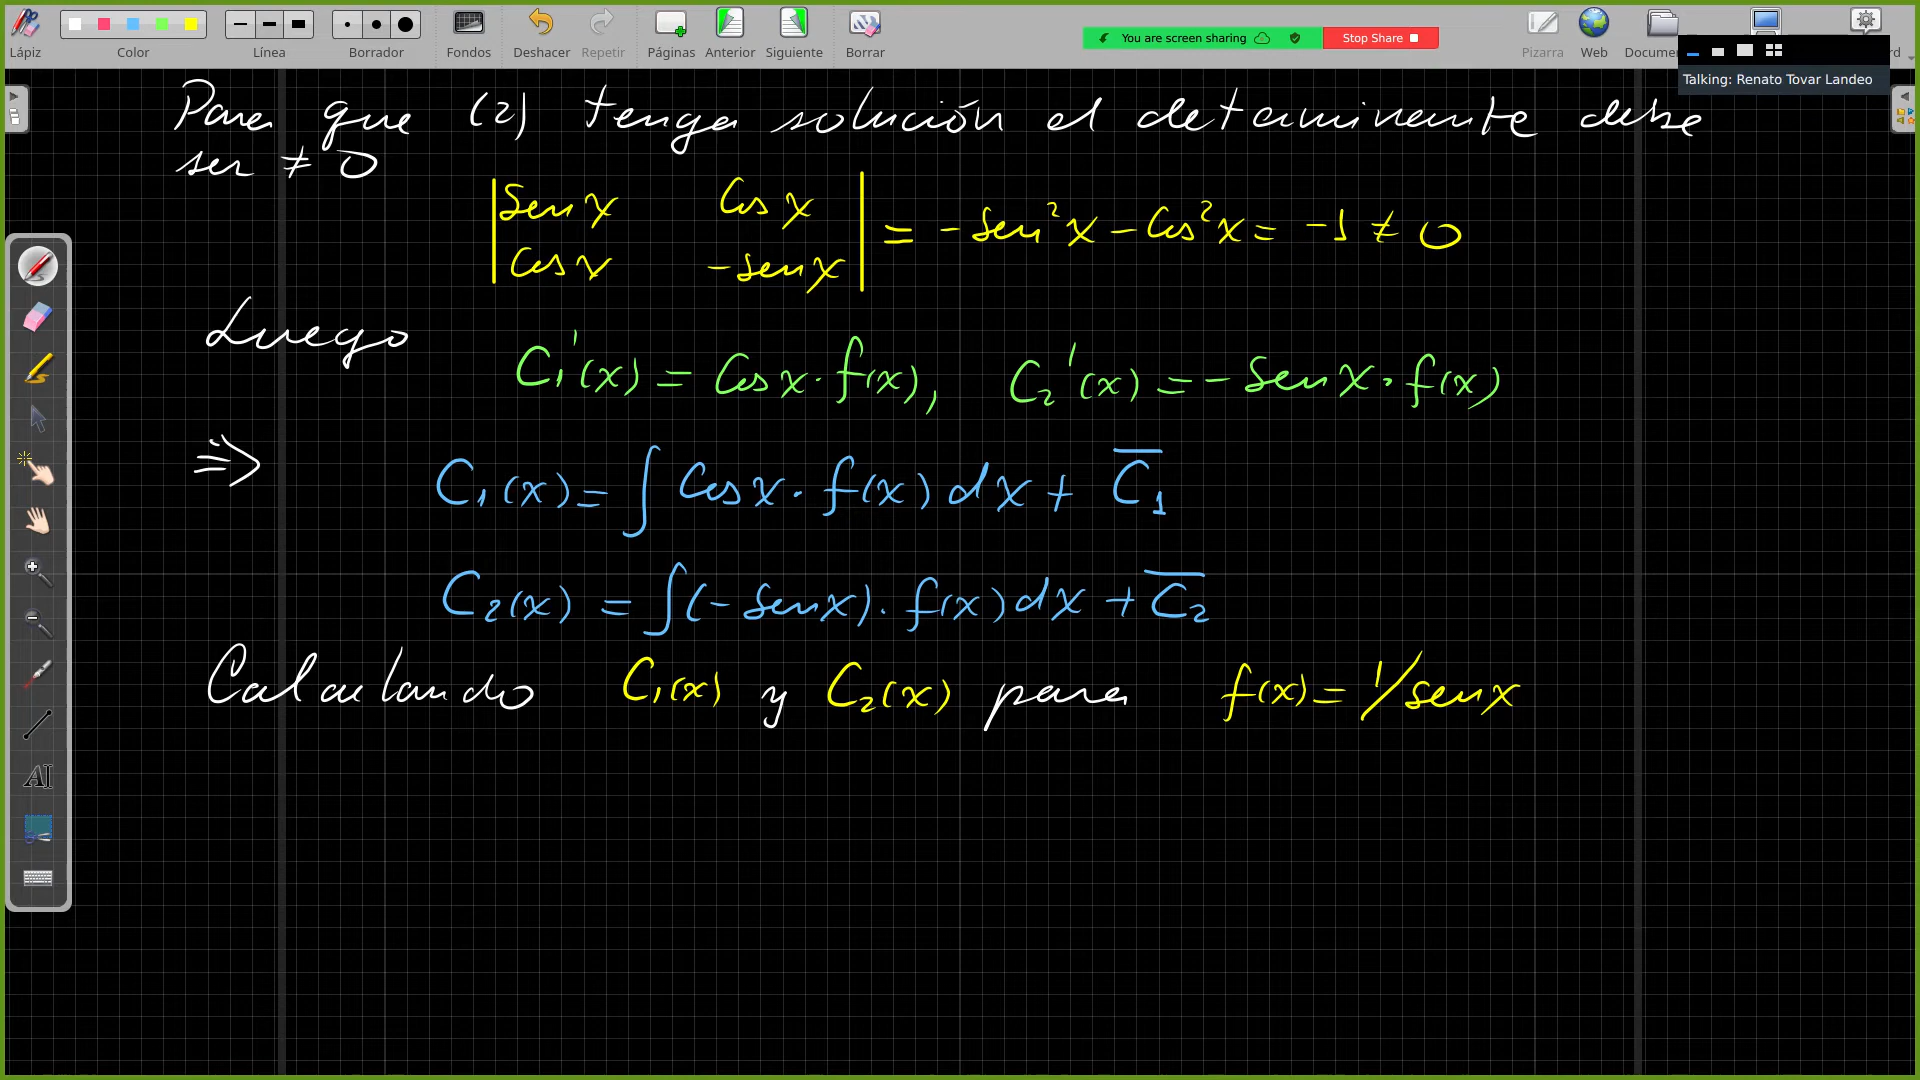 Lápiz Color Línea Borrador Fondos Deshacer Repetir Páginas Anterior Siguiente Borrar Pizarra Web
You are screen sharing Stop Share
Talking: Renato Tovar Landeo
Para que (2) tenga solución el determinante debe
ser ≠ 0
|Sen x Cos x|
|Cos x -sen x| = -sen²x - Cos²x = -1 ≠ 0
Luego
C₁'(x) = Cos x · f(x), C₂'(x) = -Sen x · f(x)
⇒ C₁(x) = ∫ Cos x · f(x) dx + C̅₁
C₂(x) = ∫(-Sen x) · f(x) dx + C̅₂
Calculando C₁(x) y C₂(x) para f(x) = 1/sen x
AI